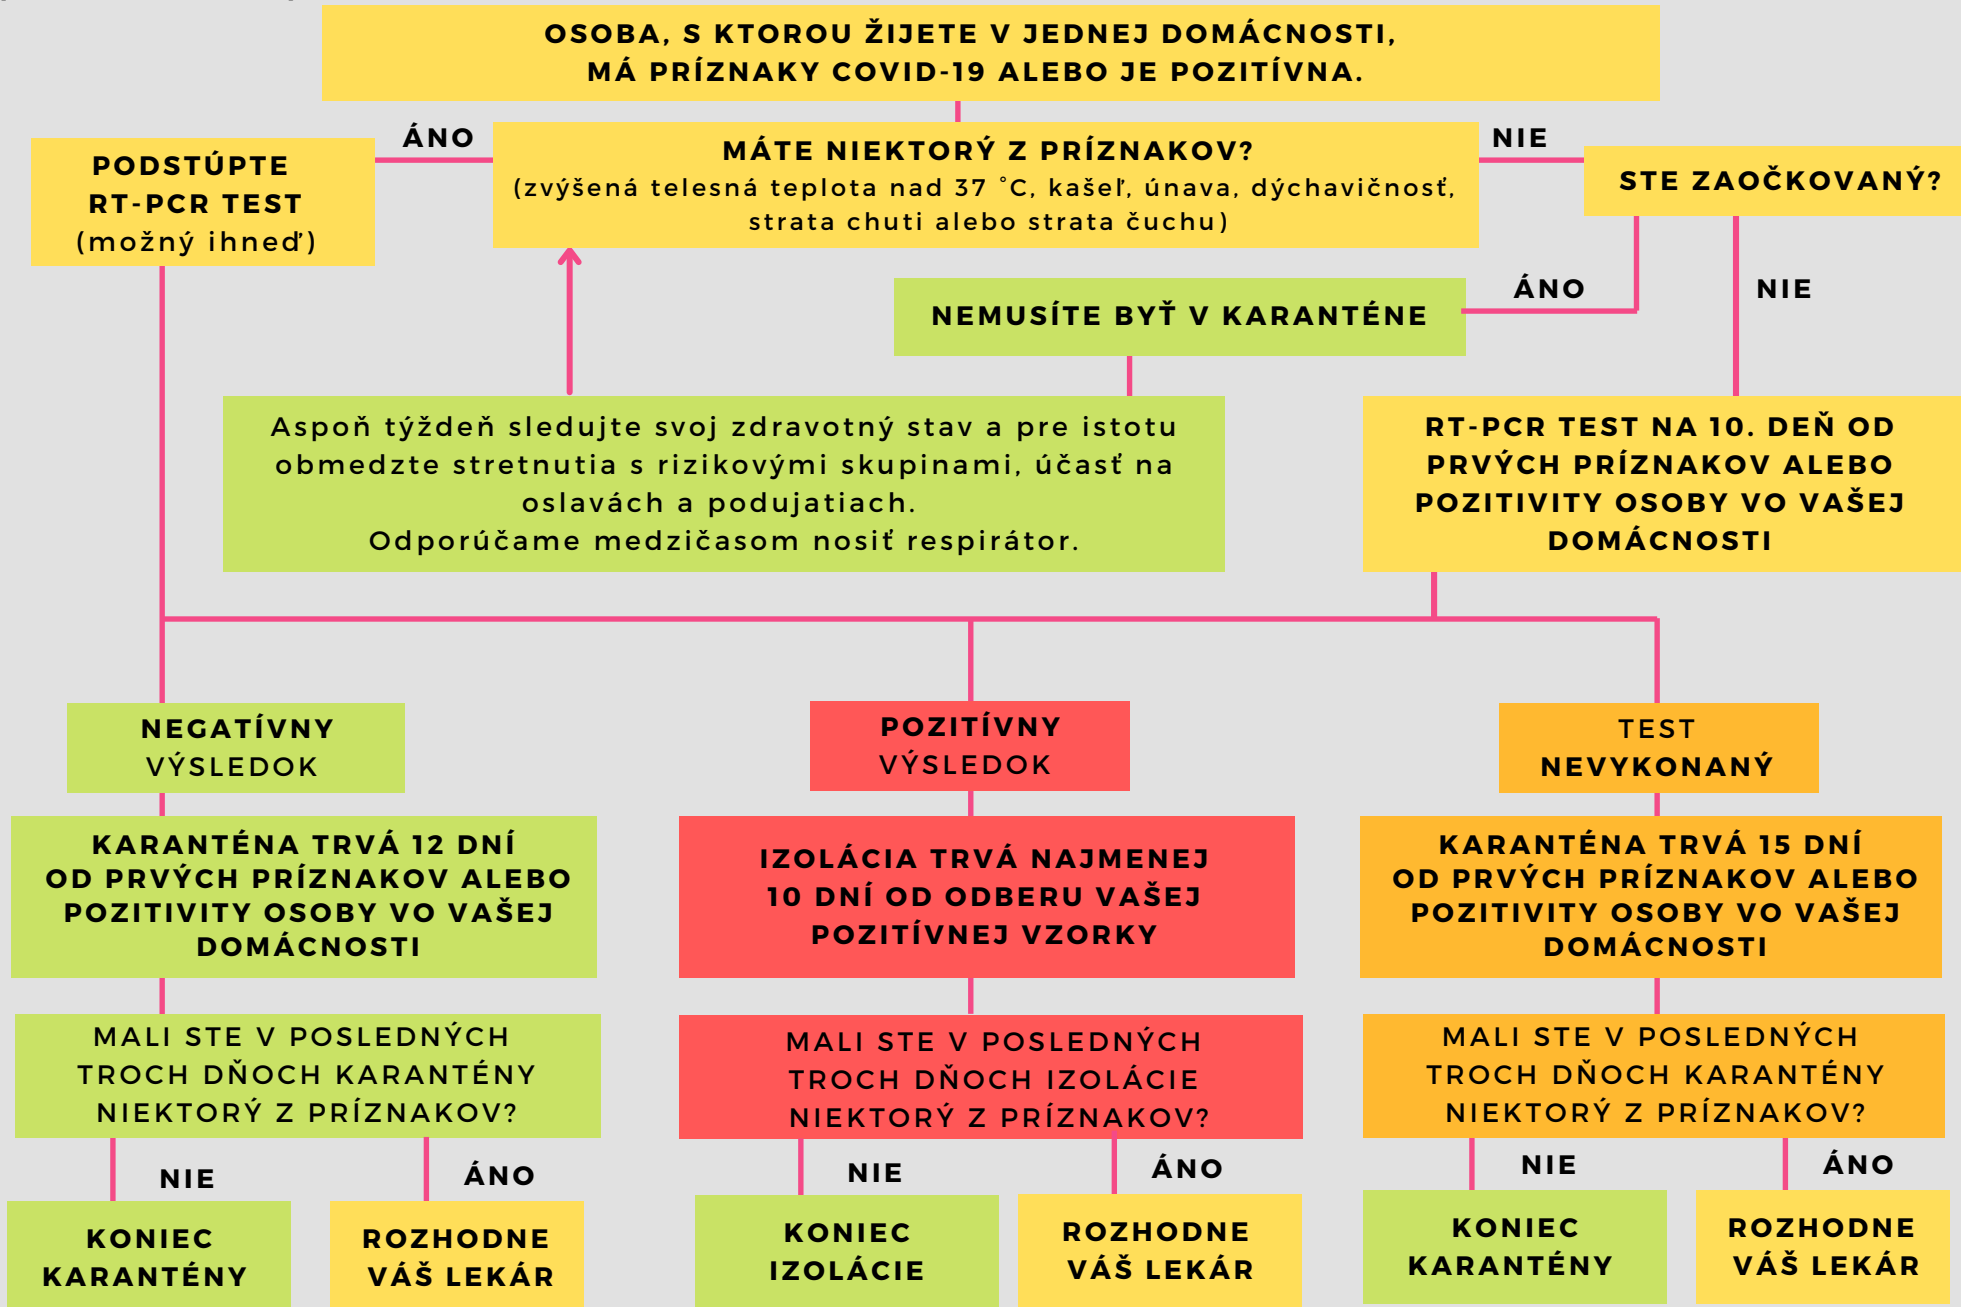 OSOBA, S KTOROU ŽIJETE V JEDNEJ DOMÁCNOSTI,
MÁ PRÍZNAKY COVID-19 ALEBO JE POZITÍVNA.
ÁNO
NIE
PODSTÚPTE
RT-PCR TEST
(možný ihneď)
MÁTE NIEKTORÝ Z PRÍZNAKOV?
(zvýšená telesná teplota nad 37 °C, kašeľ, únava, dýchavičnosť,
strata chuti alebo strata čuchu)
STE ZAOČKOVANÝ?
ÁNO
NIE
NEMUSÍTE BYŤ V KARANTÉNE
Aspoň týždeň sledujte svoj zdravotný stav a pre istotu
obmedzte stretnutia s rizikovými skupinami, účasť na
oslavách a podujatiach.
Odporúčame medzičasom nosiť respirátor.
RT-PCR TEST NA 10. DEŇ OD
PRVÝCH PRÍZNAKOV ALEBO
POZITIVITY OSOBY VO VAŠEJ
DOMÁCNOSTI
NEGATÍVNY
VÝSLEDOK
KARANTÉNA TRVÁ 12 DNÍ
OD PRVÝCH PRÍZNAKOV ALEBO
POZITIVITY OSOBY VO VAŠEJ
DOMÁCNOSTI
MALI STE V POSLEDNÝCH
TROCH DŇOCH KARANTÉNY
NIEKTORÝ Z PRÍZNAKOV?
NIE
ÁNO
KONIEC
KARANTÉNY
ROZHODNE
VÁŠ LEKÁR
POZITÍVNY
VÝSLEDOK
IZOLÁCIA TRVÁ NAJMENEJ
10 DNÍ OD ODBERU VAŠEJ
POZITÍVNEJ VZORKY
MALI STE V POSLEDNÝCH
TROCH DŇOCH IZOLÁCIE
NIEKTORÝ Z PRÍZNAKOV?
NIE
ÁNO
KONIEC
IZOLÁCIE
ROZHODNE
VÁŠ LEKÁR
TEST
NEVYKONANÝ
KARANTÉNA TRVÁ 15 DNÍ
OD PRVÝCH PRÍZNAKOV ALEBO
POZITIVITY OSOBY VO VAŠEJ
DOMÁCNOSTI
MALI STE V POSLEDNÝCH
TROCH DŇOCH KARANTÉNY
NIEKTORÝ Z PRÍZNAKOV?
NIE
ÁNO
KONIEC
KARANTÉNY
ROZHODNE
VÁŠ LEKÁR